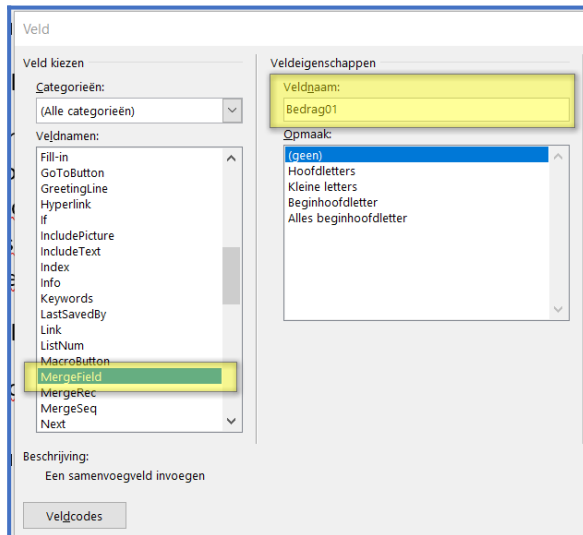 Veld
Veld kiezen
Categorieën:
(Alle categorieën)
Veldnamen:
Fill-in
GoToButton
GreetingLine
Hyperlink
If
IncludePicture
IncludeText
Index
Info
Keywords
LastSavedBy
Link
ListNum
MacroButton
MergeField
MergeRec
MergeSeq
Next
Veldeigenschappen
Veldnaam:
Bedrag01
Opmaak:
(geen)
Hoofdletters
Kleine letters
Beginhoofdletter
Alles beginhoofdletter
Beschrijving:
Een samenvoegveld invoegen
Veldcodes